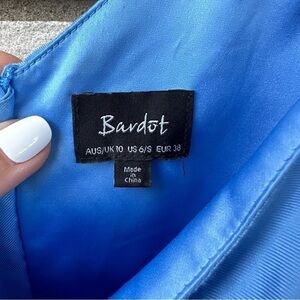 Bardot
AUS/UK 10 US 6/S EUR 38
Made
in
China